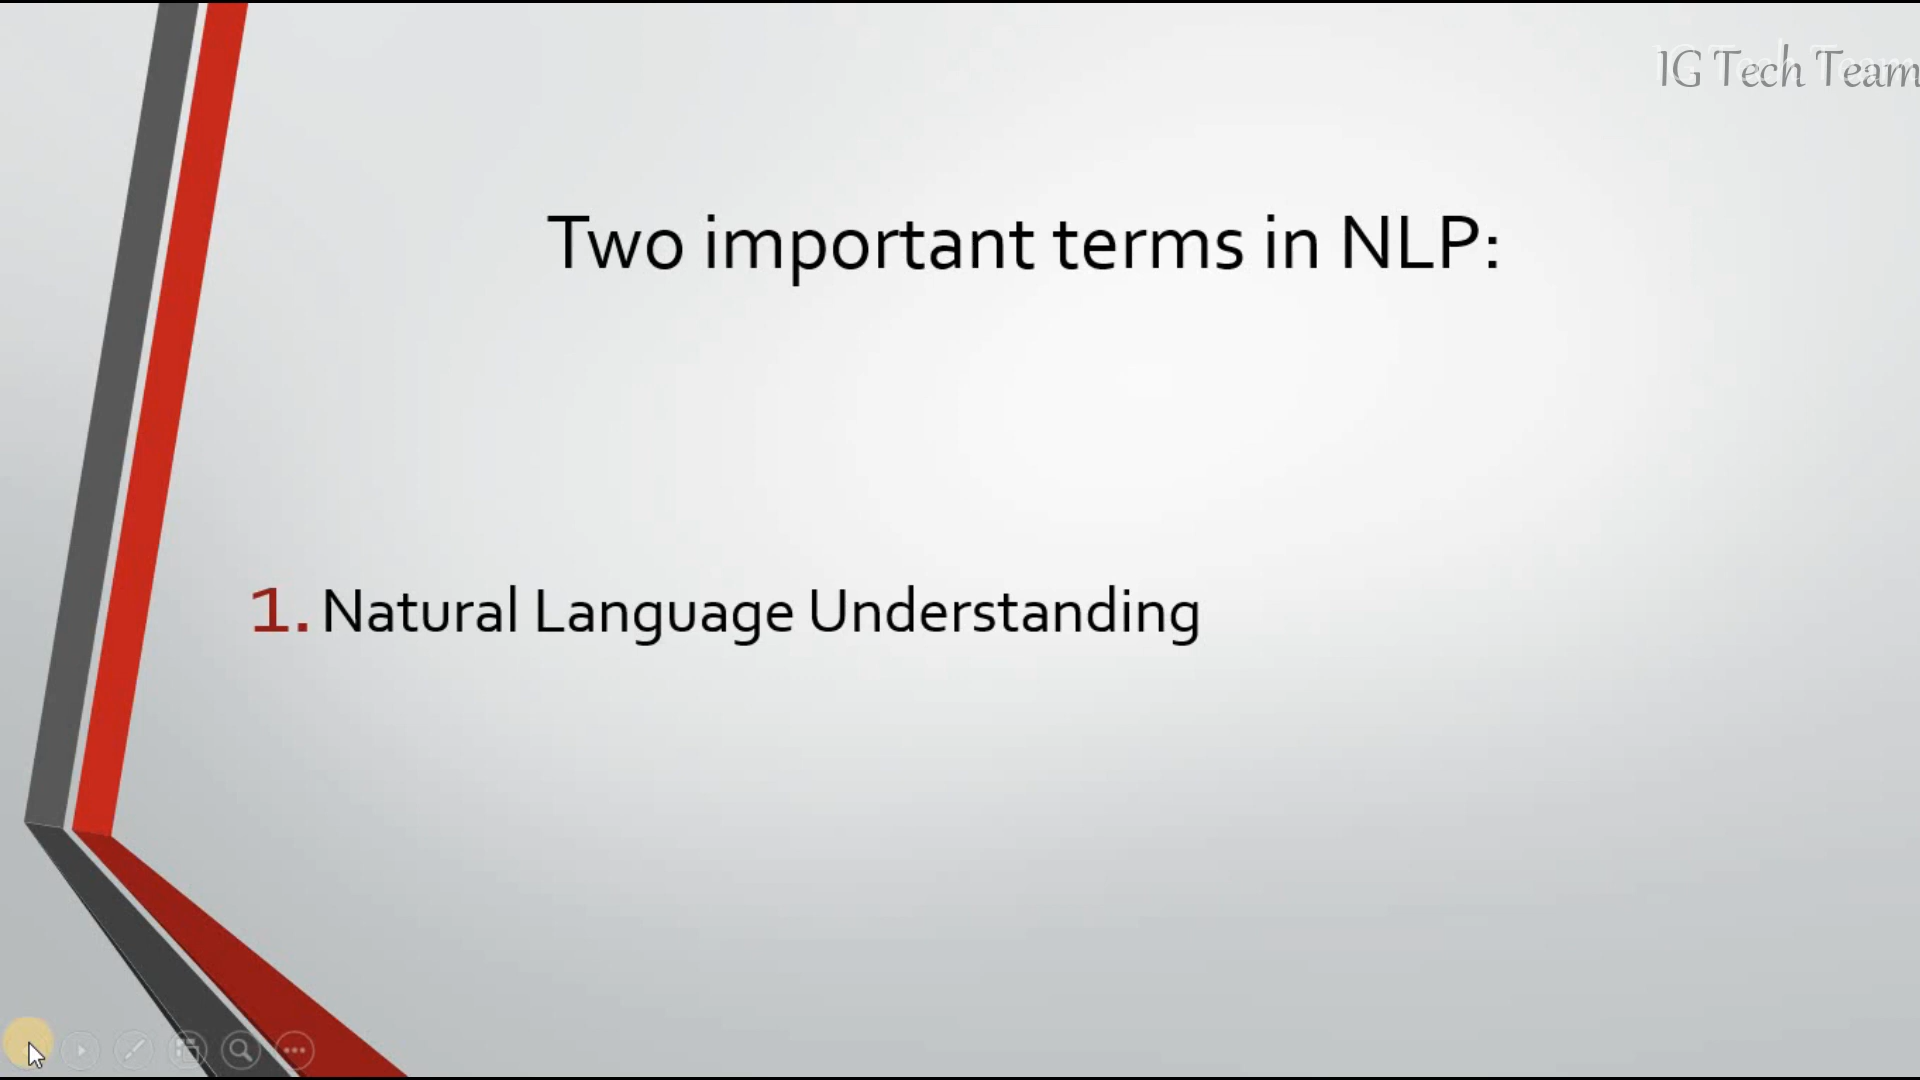 IG Tech Team
Two important terms in NLP:
1. Natural Language Understanding